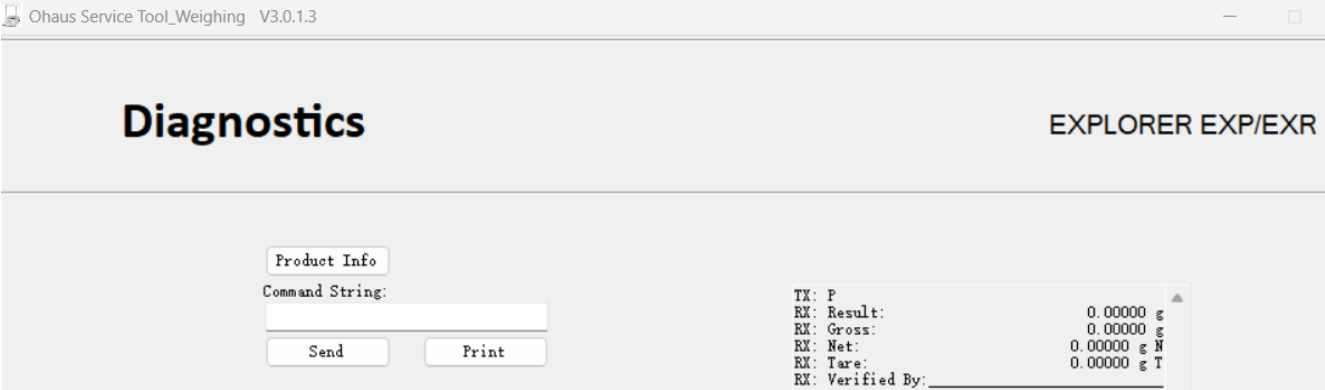 Ohaus Service Tool_Weighing V3.0.1.3
Diagnostics
EXPLORER EXP/EXR
Product Info
Command String:
Send
Print
TX: P
RX: Result: 0.00000 g
RX: Gross: 0.00000 g
RX: Net: 0.00000 g N
RX: Tare: 0.00000 g T
RX: Verified By:____________________